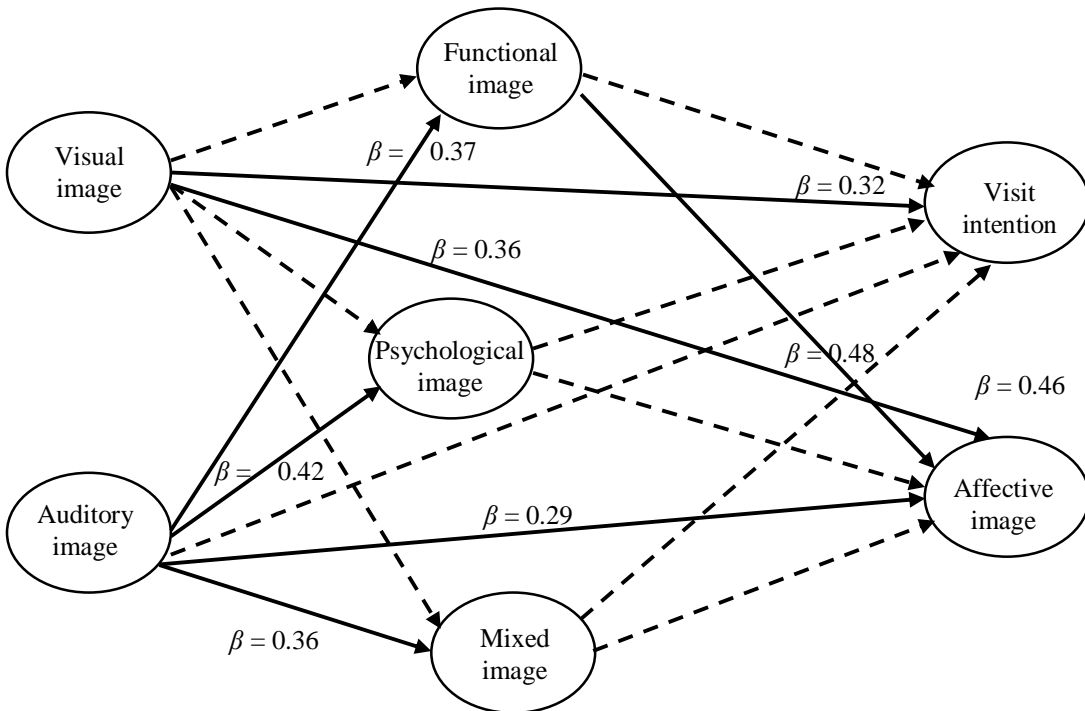 Functional
image
Visual
image
β = 0.37
β = 0.32
Visit
intention
β = 0.36
Psychological
image
β = 0.48
β = 0.46
β = 0.42
Auditory
image
β = 0.29
Affective
image
β = 0.36
Mixed
image